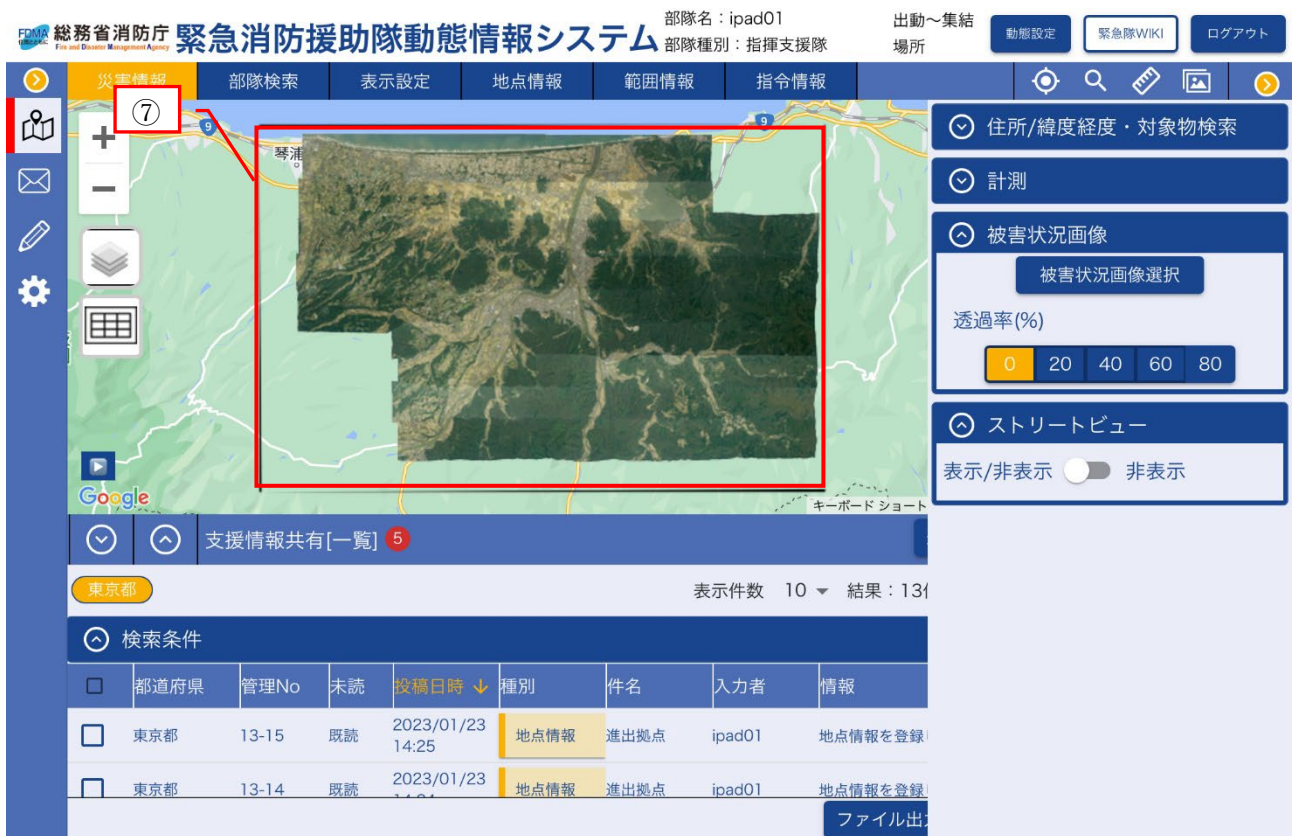 FDMA 総務省消防庁
住民とともに Fire and Disaster Management Agency
緊急消防援助隊動態情報システム
部隊名：ipad01
部隊種別：指揮支援隊
出動～集結
場所
動態設定
緊急隊WIKI
ログアウト
災害情報
部隊検索
表示設定
地点情報
範囲情報
指令情報
⑦
+
−
9
9
琴浦
Google
キーボード ショート
住所/緯度経度・対象物検索
計測
被害状況画像
被害状況画像選択
透過率(%)
0 20 40 60 80
ストリートビュー
表示/非表示 非表示
支援情報共有[一覧] 5
東京都
表示件数 10 結果：13
検索条件
都道府県 管理No 未読 投稿日時 種別 件名 入力者 情報
東京都 13-15 既読 2023/01/23 14:25 地点情報 進出拠点 ipad01 地点情報を登録
東京都 13-14 既読 2023/01/23 地点情報 進出拠点 ipad01 地点情報を登録
ファイル出